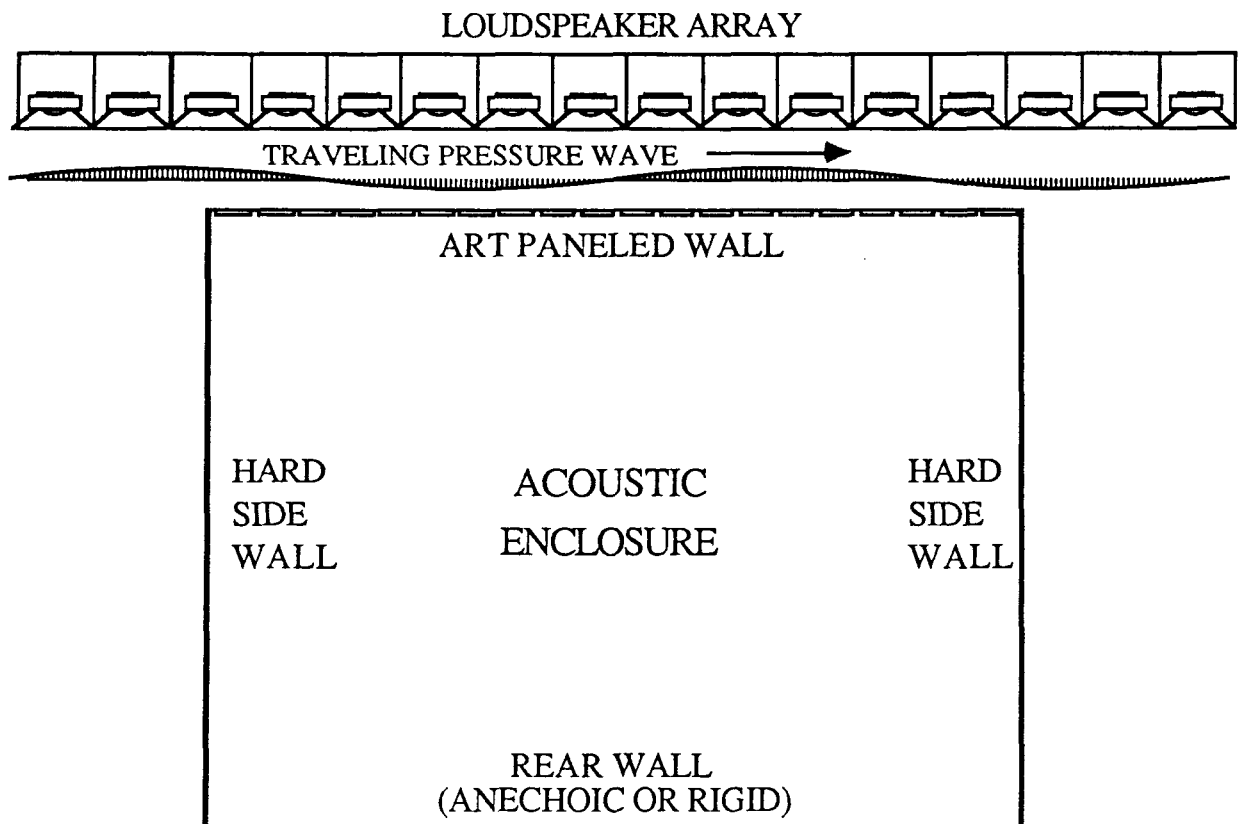 LOUDSPEAKER ARRAY
TRAVELING PRESSURE WAVE
ART PANELED WALL
HARD
SIDE
WALL
ACOUSTIC
ENCLOSURE
HARD
SIDE
WALL
REAR WALL
(ANECHOIC OR RIGID)